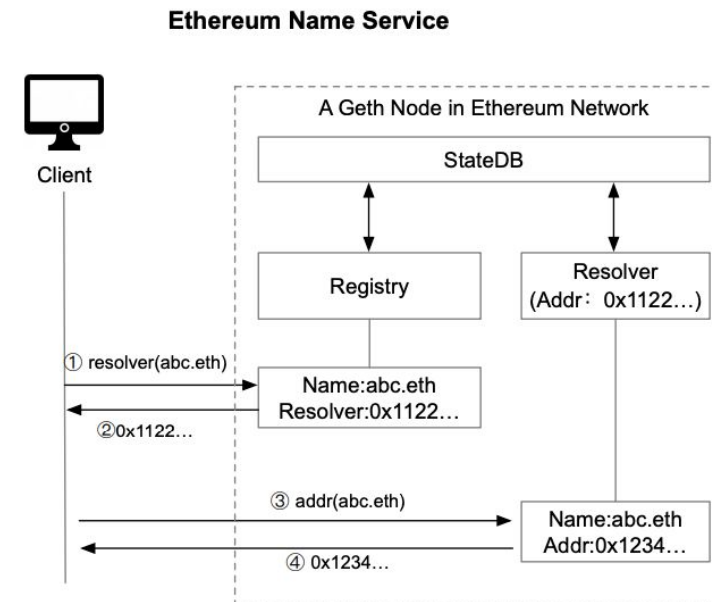 Ethereum Name Service
A Geth Node in Ethereum Network
StateDB
Client
Registry
Resolver
(Addr：0x1122...)
① resolver(abc.eth)
Name:abc.eth
Resolver:0x1122...
②0x1122...
③ addr(abc.eth)
Name:abc.eth
Addr:0x1234...
④ 0x1234...